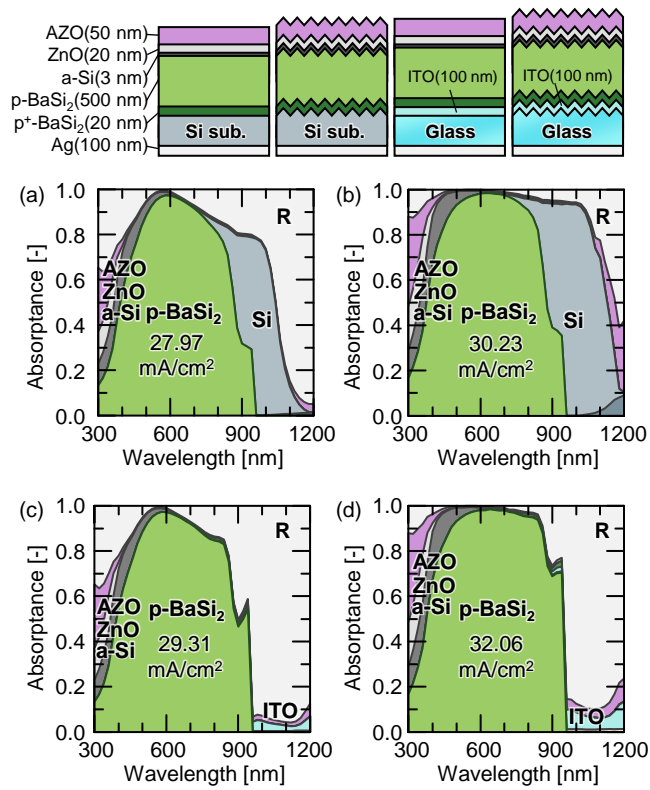 AZO(50 nm)
ZnO(20 nm)
a-Si(3 nm)
p-BaSi₂(500 nm)
p⁺-BaSi₂(20 nm)
Ag(100 nm)
Si sub.
Si sub.
ITO(100 nm)
Glass
ITO(100 nm)
Glass
(a)
Absorptance [-]
1.0
0.8
0.6
0.4
0.2
0.0
R
AZO
ZnO
a-Si p-BaSi₂
Si
27.97
mA/cm²
300 600 900 1200
Wavelength [nm]
(b)
Absorptance [-]
1.0
0.8
0.6
0.4
0.2
0.0
R
AZO
ZnO
a-Si p-BaSi₂
Si
30.23
mA/cm²
300 600 900 1200
Wavelength [nm]
(c)
Absorptance [-]
1.0
0.8
0.6
0.4
0.2
0.0
R
AZO p-BaSi₂
ZnO
a-Si
29.31
mA/cm²
ITO
300 600 900 1200
Wavelength [nm]
(d)
Absorptance [-]
1.0
0.8
0.6
0.4
0.2
0.0
R
AZO
ZnO
a-Si p-BaSi₂
32.06
mA/cm²
ITO
300 600 900 1200
Wavelength [nm]